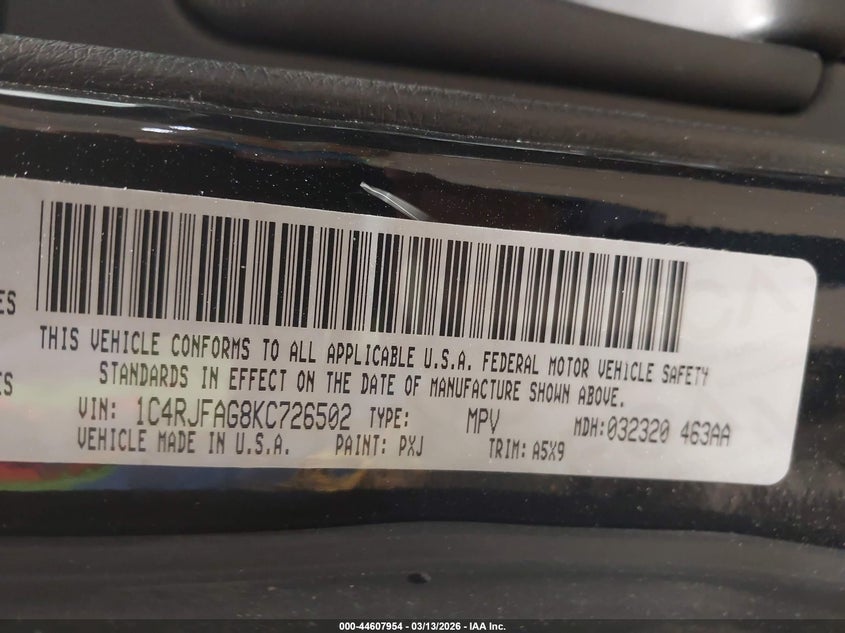 ES
THIS VEHICLE CONFORMS TO ALL APPLICABLE U.S.A. FEDERAL MOTOR VEHICLE SAFETY
ES
STANDARDS IN EFFECT ON THE DATE OF MANUFACTURE SHOWN ABOVE.
VIN: 1C4RJFAG8KC726502 TYPE: MPV MDH:032320 463AA
VEHICLE MADE IN U.S.A. PAINT: PXJ TRIM: A5X9
000-44607954 - 03/13/2026 - IAA Inc.